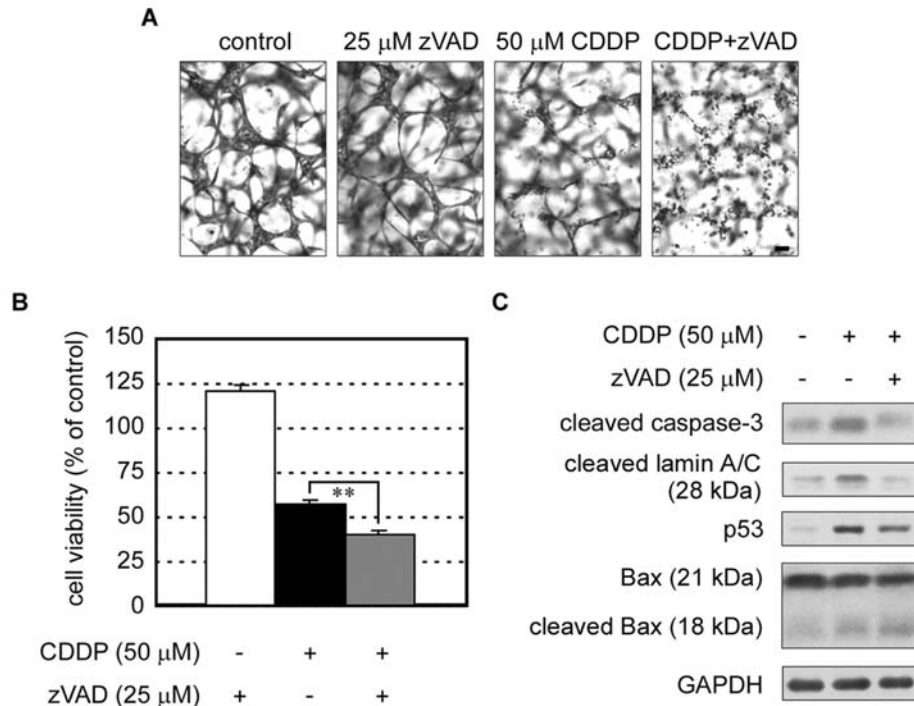 A
control 25 μM zVAD 50 μM CDDP CDDP+zVAD
B
cell viability (% of control)
150
125
100
75
50
25
0
**
CDDP (50 μM) - + +
zVAD (25 μM) + - +
C
CDDP (50 μM) - + +
zVAD (25 μM) - - +
cleaved caspase-3
cleaved lamin A/C
(28 kDa)
p53
Bax (21 kDa)
cleaved Bax (18 kDa)
GAPDH